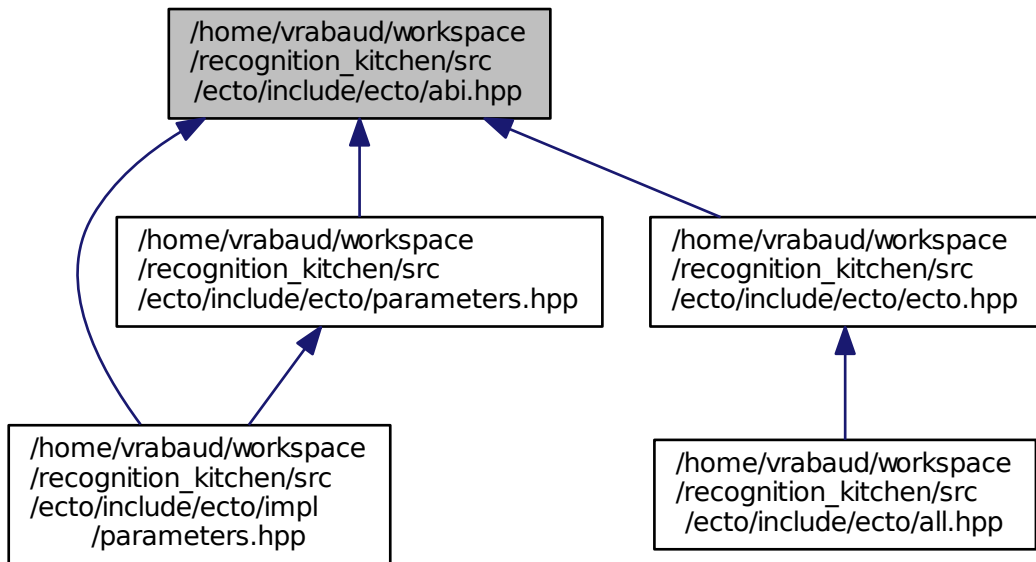 /home/vrabaud/workspace
/recognition_kitchen/src
/ecto/include/ecto/abi.hpp
/home/vrabaud/workspace
/recognition_kitchen/src
/ecto/include/ecto/parameters.hpp
/home/vrabaud/workspace
/recognition_kitchen/src
/ecto/include/ecto/ecto.hpp
/home/vrabaud/workspace
/recognition_kitchen/src
/ecto/include/ecto/impl
/parameters.hpp
/home/vrabaud/workspace
/recognition_kitchen/src
/ecto/include/ecto/all.hpp